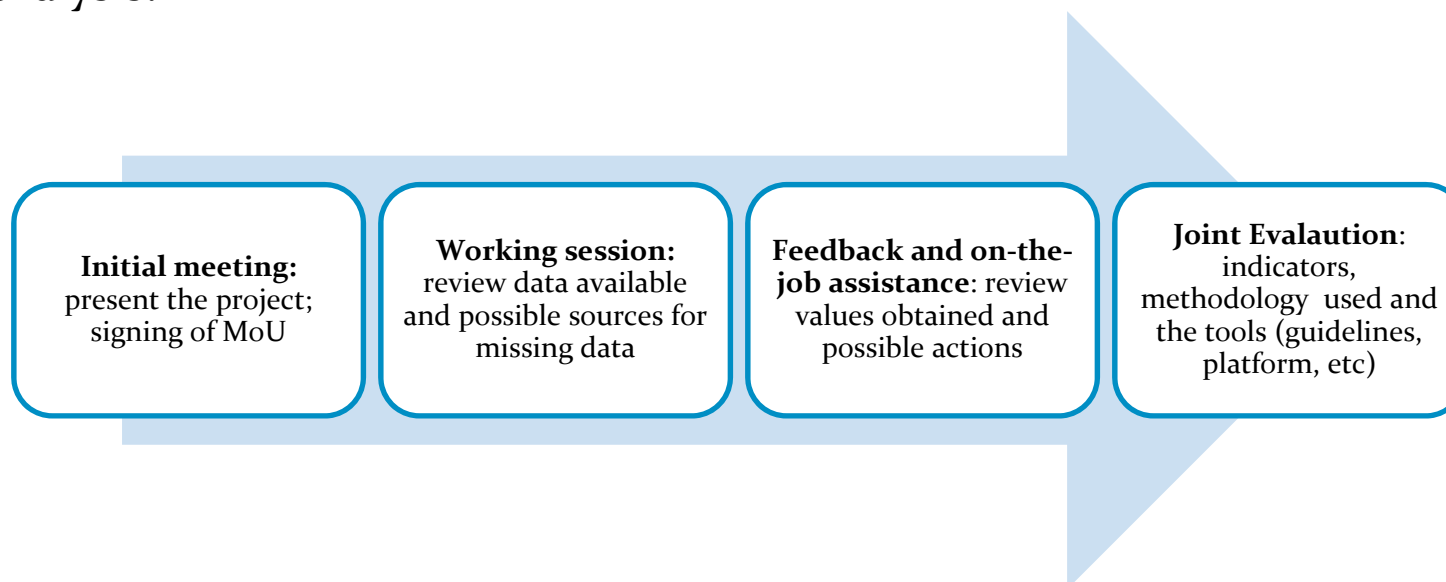 Initial meeting:
present the project;
signing of MoU
Working session:
review data available
and possible sources for
missing data
Feedback and on-the-
job assistance: review
values obtained and
possible actions
Joint Evalaution:
indicators,
methodology used and
the tools (guidelines,
platform, etc)